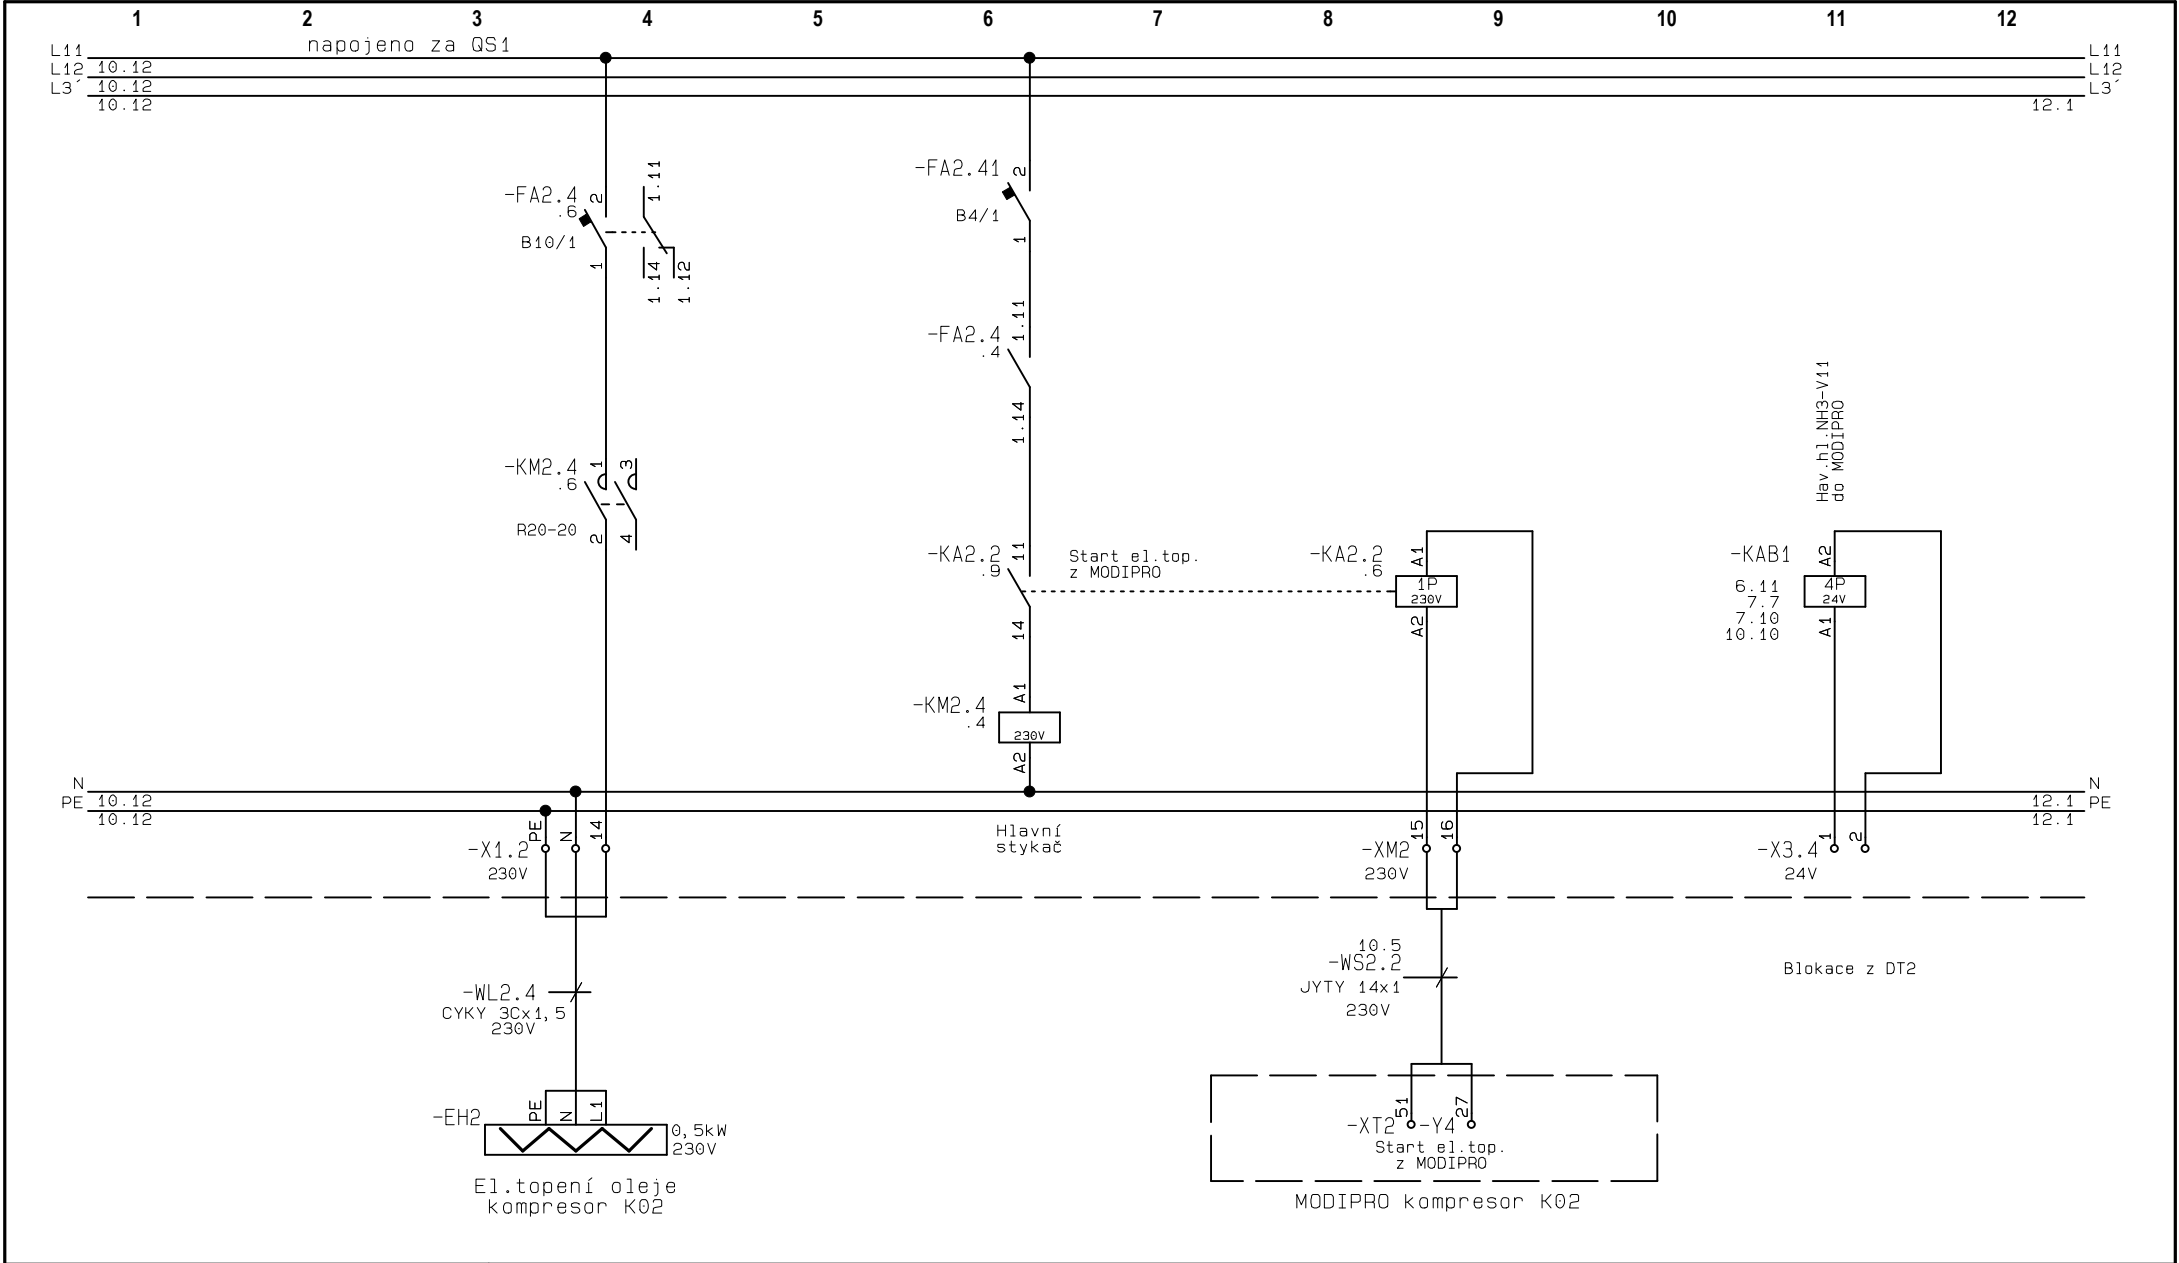 1 2 3 4 5 6 7 8 9 10 11 12
napojeno za QS1
L11 L11
L12 10.12 L12
L3´ 10.12 L3´
10.12 12.1
-FA2.4
.6
B10/1
2
1
1.11
1.14
1.12
-FA2.41
B4/1
2
1
-FA2.4
.4
1.11
1.14
-KM2.4
.6
R20-20
1
3
2
4
-KA2.2
.9
11
14
Start el.top.
z MODIPRO
-KA2.2
.6
A1
1P
230V
A2
Hav.hl.NH3-V11
do MODIPRO
-KAB1
6.11
7.7
7.10
10.10
A2
4P
24V
A1
-KM2.4
.4
A1
230V
A2
N N
PE 10.12 12.1 PE
10.12 12.1
Hlavní
stykač
-X1.2
230V
PE
N
14
-XM2
230V
15
16
-X3.4
24V
1
2
-WL2.4
CYKY 3Cx1,5
230V
10.5
-WS2.2
JYTY 14x1
230V
Blokace z DT2
-EH2
PE
N
L1
0,5kW
230V
El.topení oleje
kompresor K02
-XT2
51
-Y4
27
Start el.top.
z MODIPRO
MODIPRO kompresor K02